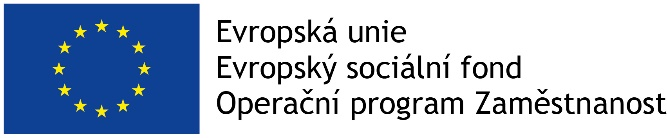 Evropská unie
Evropský sociální fond
Operační program Zaměstnanost